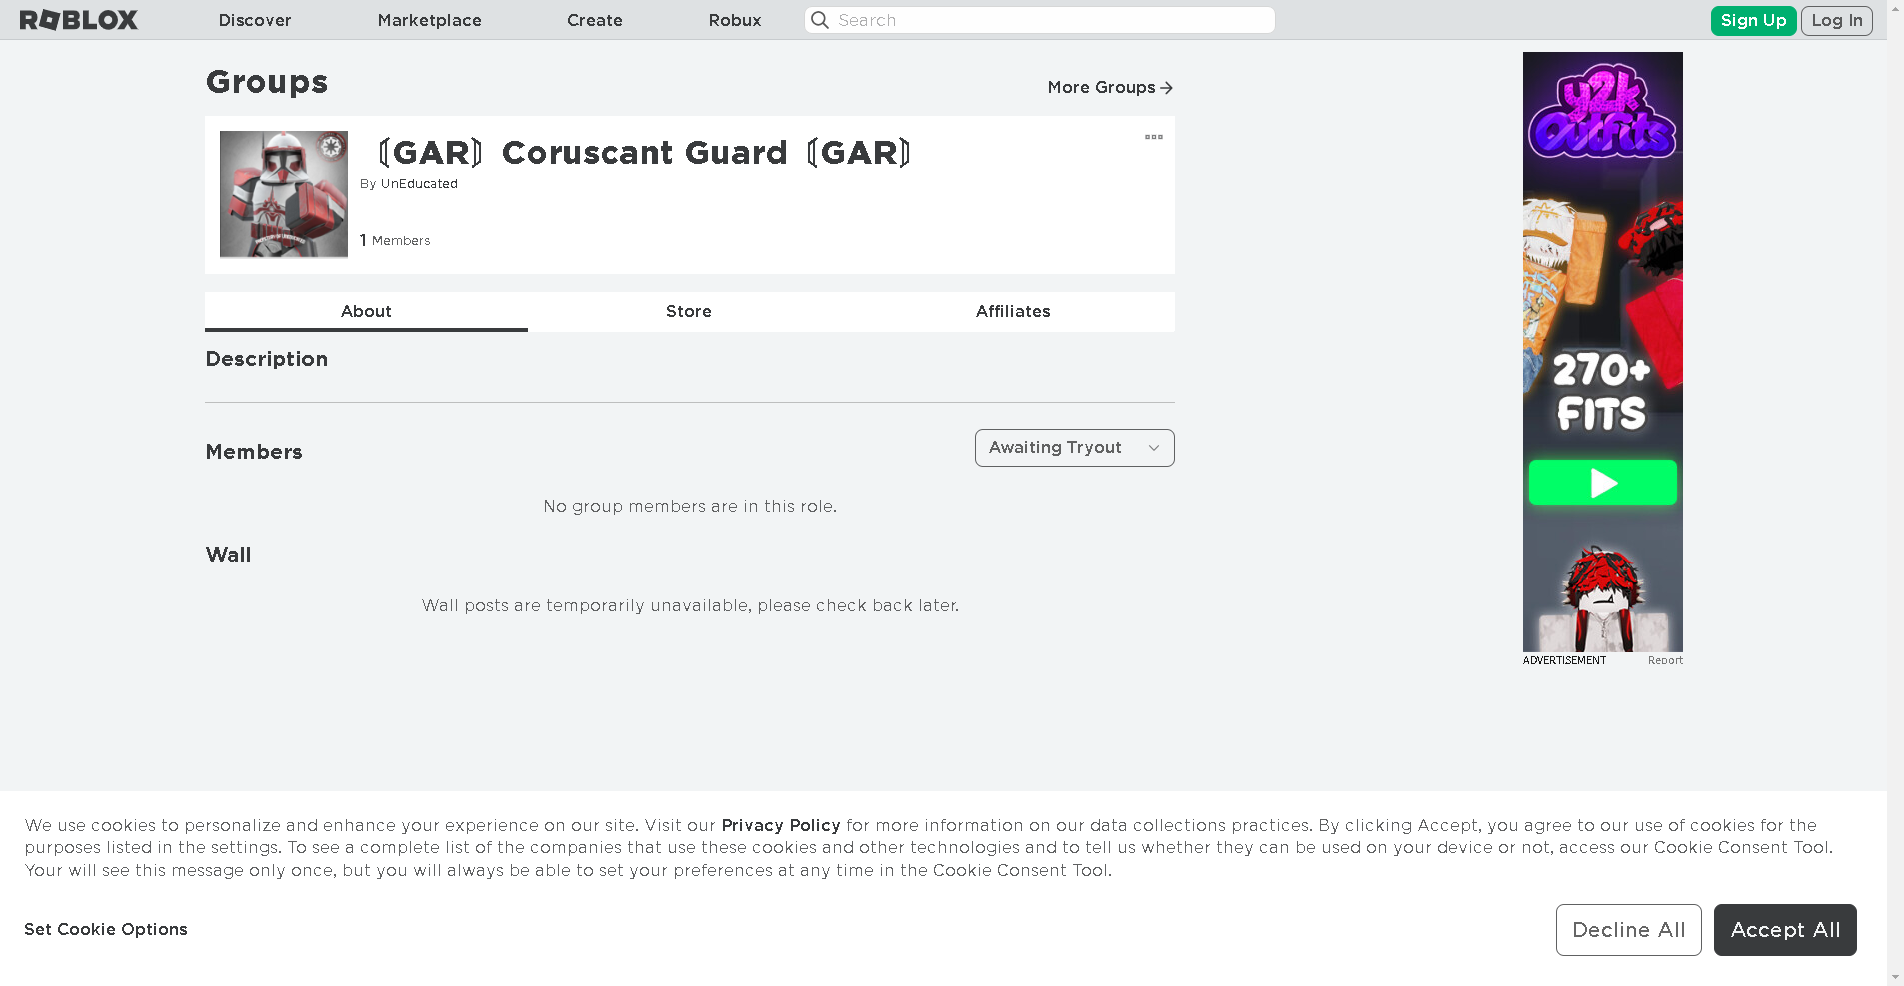 ROBLOX
Discover
Marketplace
Create
Robux
Search
Sign Up
Log In
Groups
More Groups
〘GAR〙 Coruscant Guard 〘GAR〙
By UnEducated
1 Members
About
Store
Affiliates
Description
Members
Awaiting Tryout
No group members are in this role.
Wall
Wall posts are temporarily unavailable, please check back later.
y2k
Outfits
270+
FITS
ADVERTISEMENT
Report
We use cookies to personalize and enhance your experience on our site. Visit our Privacy Policy for more information on our data collections practices. By clicking Accept, you agree to our use of cookies for the
purposes listed in the settings. To see a complete list of the companies that use these cookies and other technologies and to tell us whether they can be used on your device or not, access our Cookie Consent Tool.
Your will see this message only once, but you will always be able to set your preferences at any time in the Cookie Consent Tool.
Set Cookie Options
Decline All
Accept All